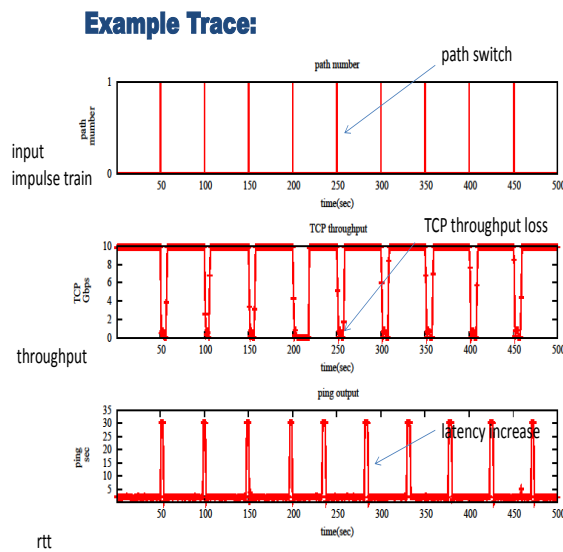 Example Trace:
path switch
path number
1
path
number
0
input
impulse train
50 100 150 200 250 300 350 400 450 500
time(sec)
TCP throughput
TCP throughput loss
10
8
6
4
2
0
TCP
Gbps
50 100 150 200 250 300 350 400 450 500
time(sec)
throughput
ping output
35
30
25
20
15
10
5
ping
sec
latency increase
50 100 150 200 250 300 350 400 450 500
time(sec)
rtt